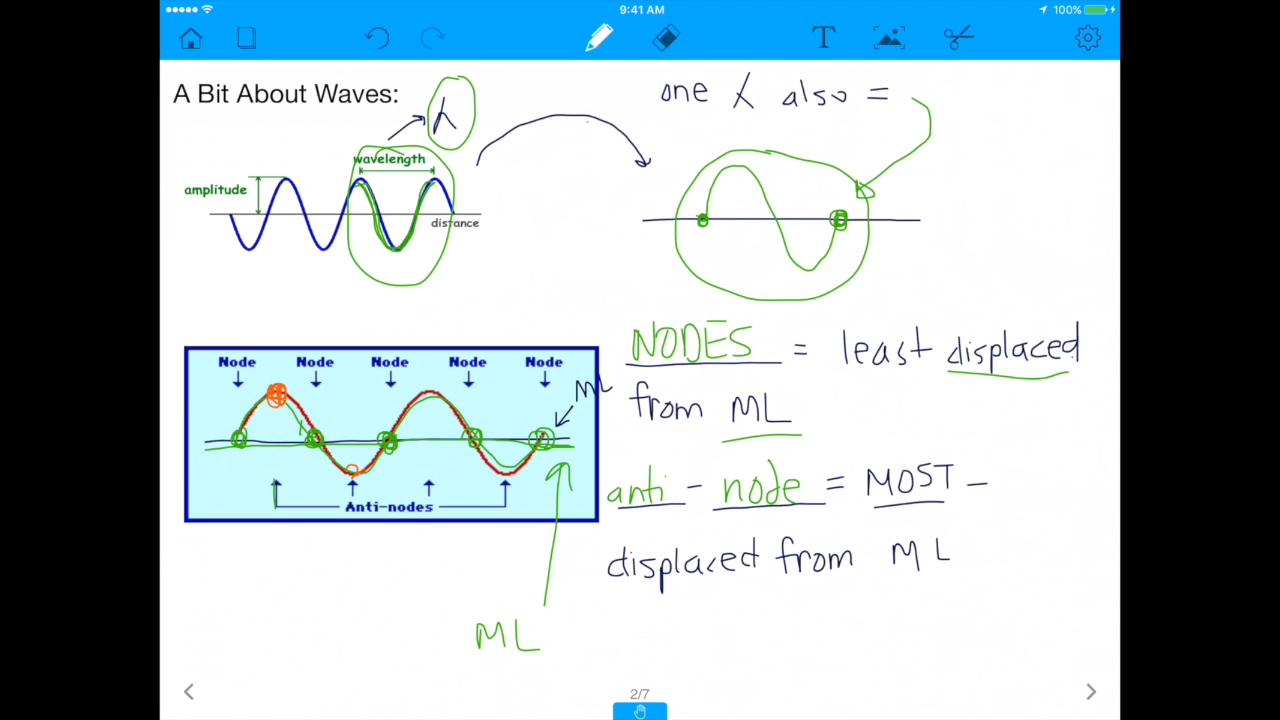 9:41 AM
100%
T
A Bit About Waves:
one λ also =
λ
wavelength
amplitude
distance
Node Node Node Node Node
ML
Anti-nodes
ML
NODES = least displaced
from ML
anti - node = MOST -
displaced from ML
2/7